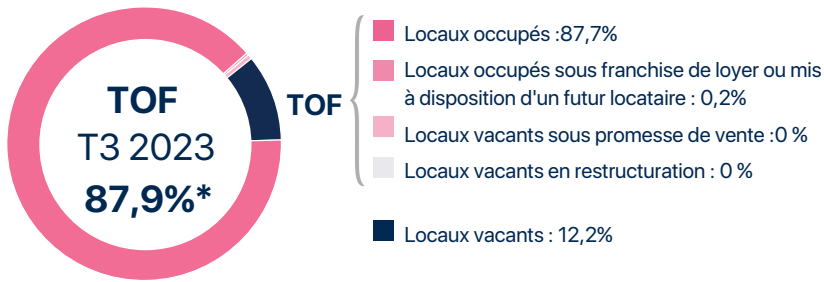 TOF
T3 2023
87,9%*
TOF
Locaux occupés :87,7%
Locaux occupés sous franchise de loyer ou mis
à disposition d'un futur locataire : 0,2%
Locaux vacants sous promesse de vente :0 %
Locaux vacants en restructuration : 0 %
Locaux vacants : 12,2%